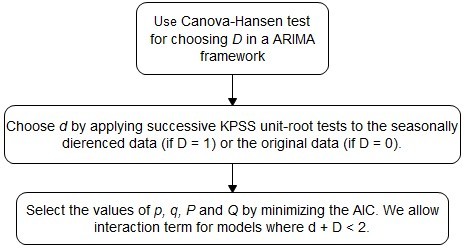 Use Canova-Hansen test
for choosing D in a ARIMA
framework
Choose d by applying successive KPSS unit-root tests to the seasonally
dierenced data (if D = 1) or the original data (if D = 0).
Select the values of p, q, P and Q by minimizing the AIC. We allow
interaction term for models where d + D < 2.